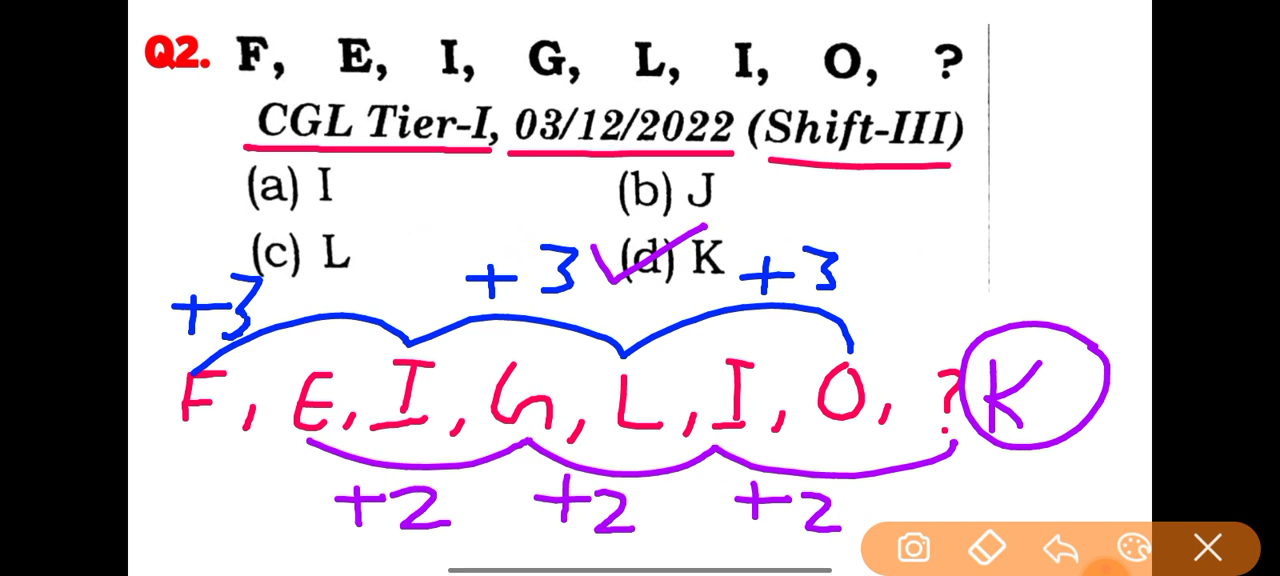 Q2. F, E, I, G, L, I, O, ?
CGL Tier-I, 03/12/2022 (Shift-III)
(a) I (b) J
(c) L (d) K
+3 +3 +3
F, E, I, G, L, I, O, ? K
+2 +2 +2